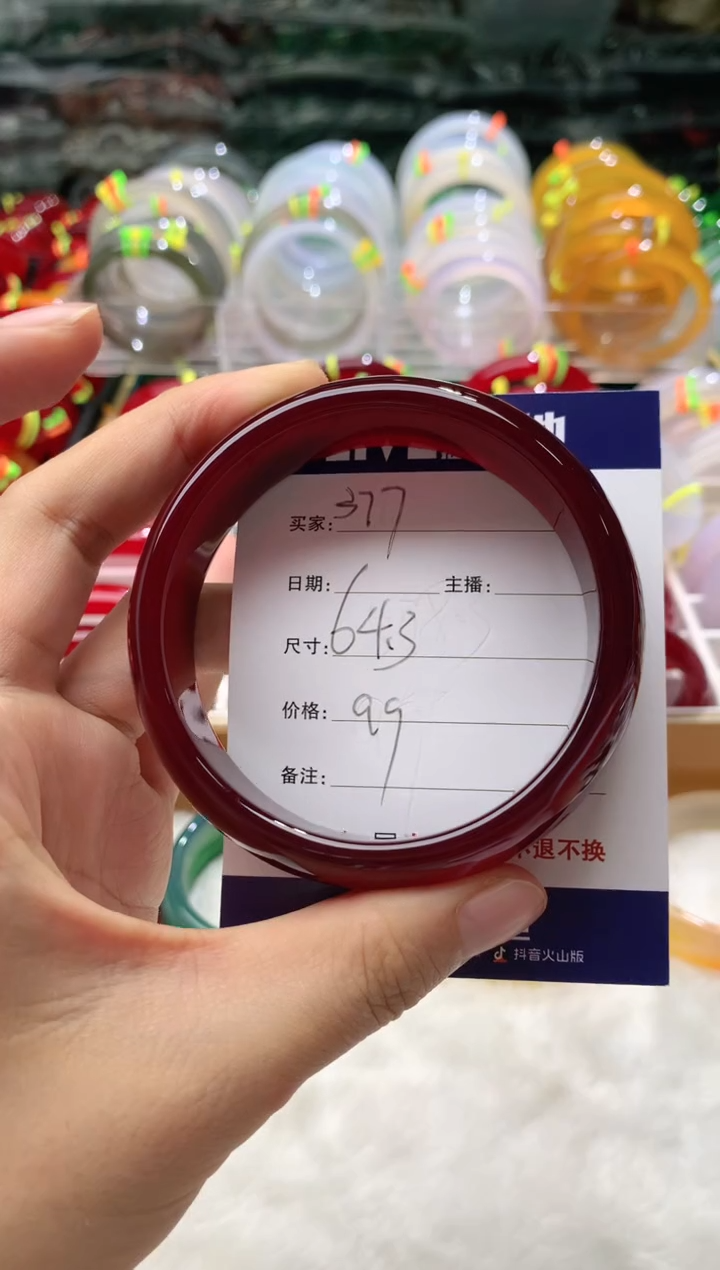 买家: 377
日期: 主播:
尺寸: 64.3
价格: 99
备注:
退不换
抖音火山版